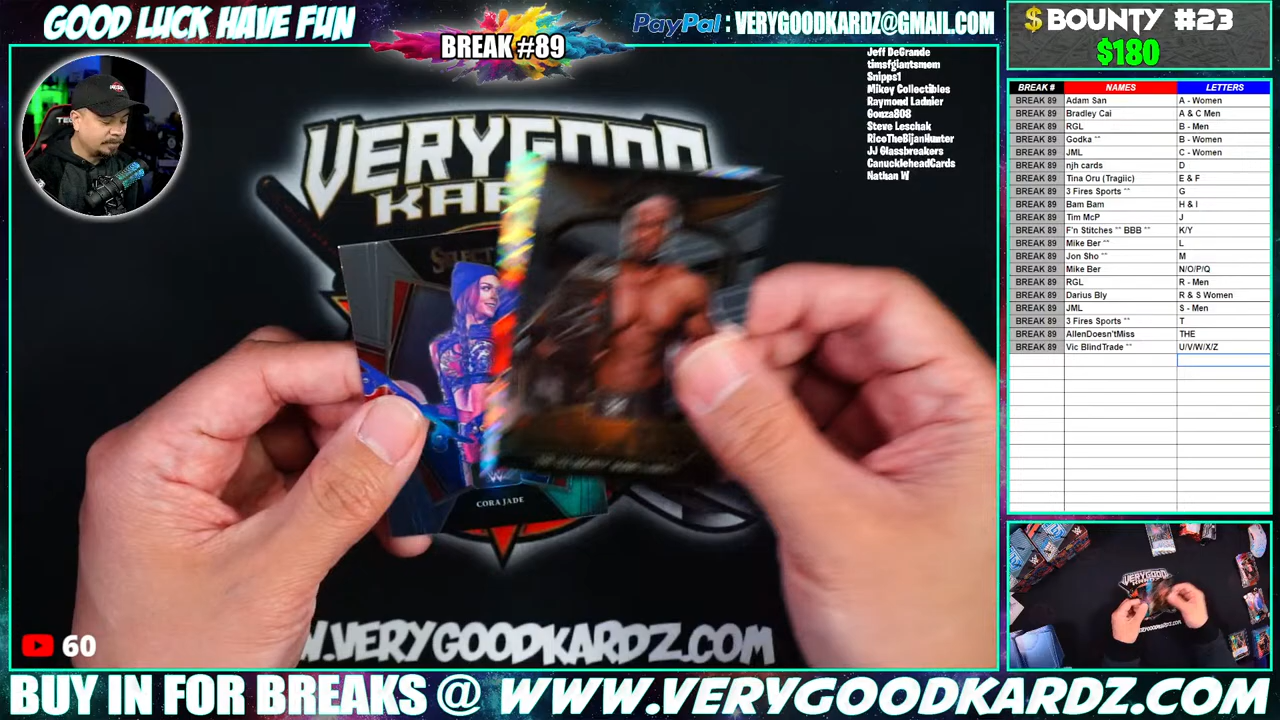 GOOD LUCK HAVE FUN
BREAK #89
PayPal : VERYGOODKARDZ@GMAIL.COM
$ BOUNTY #23
$180
Jeff DeGrande
timsfgiantsmom
Snipps1
Mikey Collectibles
Raymond Ladnier
Gonza808
Steve Leschak
RicoTheBijanHunter
JJ Glassbreakers
CanuckleheadCards
Nathan W
BREAK # NAMES LETTERS
BREAK 89 Adam San A - Women
BREAK 89 Bradley Cai A & C Men
BREAK 89 RGL B - Men
BREAK 89 Godka ** B - Women
BREAK 89 JML C - Women
BREAK 89 njh cards D
BREAK 89 Tina Oru (Tragiic) E & F
BREAK 89 3 Fires Sports ** G
BREAK 89 Bam Bam H & I
BREAK 89 Tim McP J
BREAK 89 F'n Stitches ** BBB ** K/Y
BREAK 89 Mike Ber ** L
BREAK 89 Jon Sho ** M
BREAK 89 Mike Ber N/O/P/Q
BREAK 89 RGL R - Men
BREAK 89 Darius Bly R & S Women
BREAK 89 JML S - Men
BREAK 89 3 Fires Sports ** T
BREAK 89 AllenDoesn'tMiss THE
BREAK 89 Vic BlindTrade ** U/V/W/X/Z
VERYGOOD
KAR
CORA JADE
W.VERYGOODKARDZ.COM
60
VERYGOOD
BUY IN FOR BREAKS @ WWW.VERYGOODKARDZ.COM